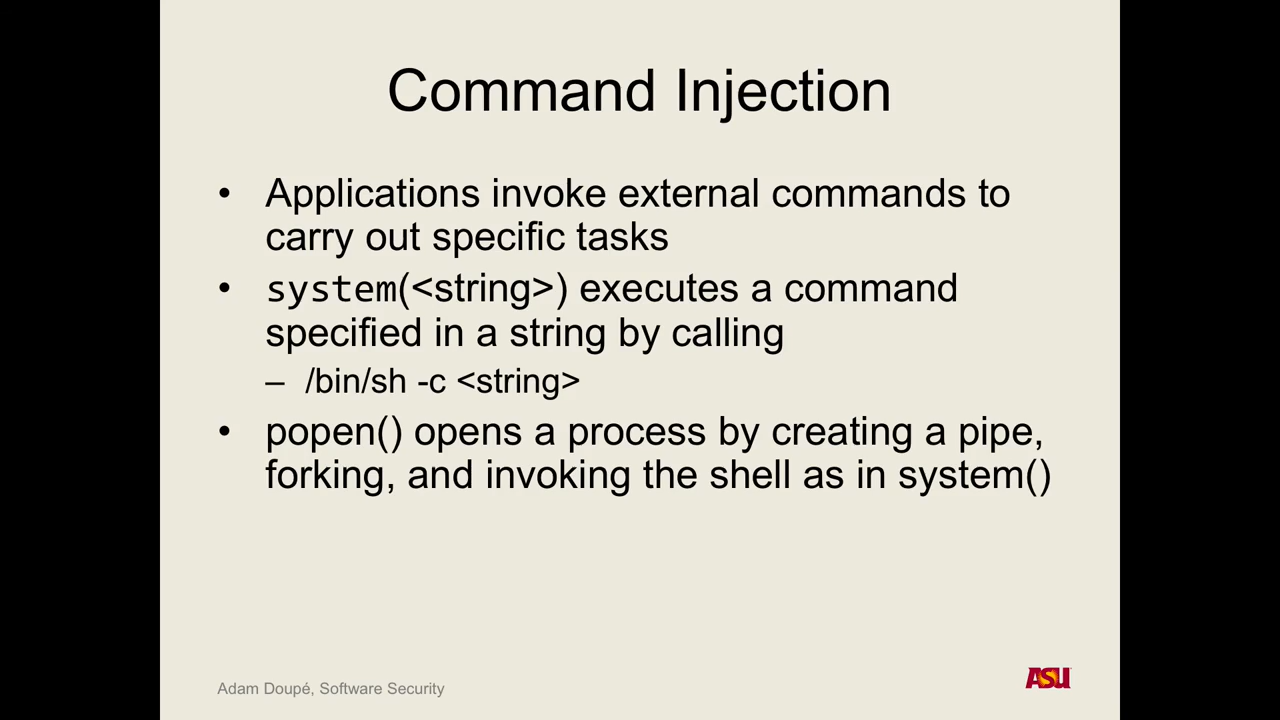 Command Injection
• Applications invoke external commands to
carry out specific tasks
• system(<string>) executes a command
specified in a string by calling
– /bin/sh -c <string>
• popen() opens a process by creating a pipe,
forking, and invoking the shell as in system()
Adam Doupé, Software Security
ASU